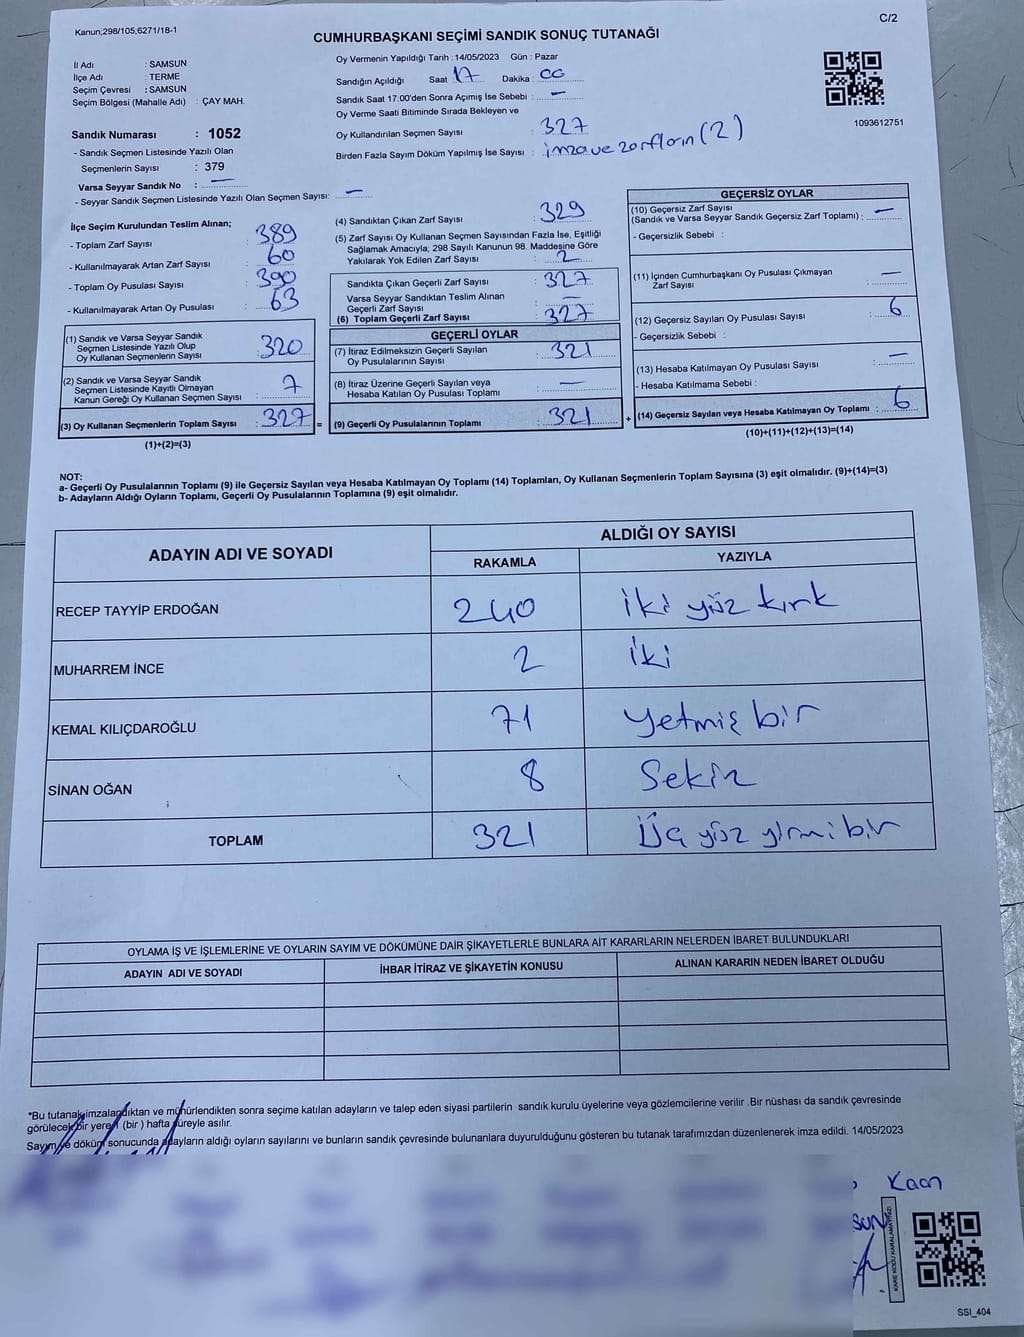 Kanun;298/105;6271/18-1
C/2
CUMHURBAŞKANI SEÇİMİ SANDIK SONUÇ TUTANAĞI
İl Adı : SAMSUN
İlçe Adı : TERME
Seçim Çevresi : SAMSUN
Seçim Bölgesi (Mahalle Adı) : ÇAY MAH.
Sandık Numarası : 1052
- Sandık Seçmen Listesinde Yazılı Olan
Seçmenlerin Sayısı : 379
Varsa Seyyar Sandık No : —
- Seyyar Sandık Seçmen Listesinde Yazılı Olan Seçmen Sayısı: —
Oy Vermenin Yapıldığı Tarih :14/05/2023 Gün : Pazar
Sandığın Açıldığı Saat 17 Dakika : 00
Sandık Saat 17:00'den Sonra Açımış İse Sebebi : —
Oy Verme Saati Bitiminde Sırada Bekleyen ve
Oy Kullandırılan Seçmen Sayısı : 327
Birden Fazla Sayım Döküm Yapılmış İse Sayısı : imza ve zarfların (2)
1093612751
İlçe Seçim Kurulundan Teslim Alınan;
- Toplam Zarf Sayısı : 389
- Kullanılmayarak Artan Zarf Sayısı : 60
- Toplam Oy Pusulası Sayısı : 390
- Kullanılmayarak Artan Oy Pusulası : 63
(1) Sandık ve Varsa Seyyar Sandık
Seçmen Listesinde Yazılı Olup
Oy Kullanan Seçmenlerin Sayısı : 320
(2) Sandık ve Varsa Seyyar Sandık
Seçmen Listesinde Kayıtlı Olmayan
Kanun Gereği Oy Kullanan Seçmen Sayısı : 7
(3) Oy Kullanan Seçmenlerin Toplam Sayısı : 327 =
(1)+(2)=(3)
(4) Sandıktan Çıkan Zarf Sayısı : 329
(5) Zarf Sayısı Oy Kullanan Seçmen Sayısından Fazla İse, Eşitliği
Sağlamak Amacıyla; 298 Sayılı Kanunun 98. Maddesine Göre
Yakılarak Yok Edilen Zarf Sayısı : 2
Sandıkta Çıkan Geçerli Zarf Sayısı : 327
Varsa Seyyar Sandıktan Teslim Alınan
Geçerli Zarf Sayısı : —
(6) Toplam Geçerli Zarf Sayısı : 327
GEÇERLİ OYLAR
(7) İtiraz Edilmeksizin Geçerli Sayılan
Oy Pusulalarının Sayısı : 321
(8) İtiraz Üzerine Geçerli Sayılan veya
Hesaba Katılan Oy Pusulası Toplamı : —
(9) Geçerli Oy Pusulalarının Toplamı : 321 +
GEÇERSİZ OYLAR
(10) Geçersiz Zarf Sayısı
(Sandık ve Varsa Seyyar Sandık Geçersiz Zarf Toplamı) : —
- Geçersizlik Sebebi :
(11) İçinden Cumhurbaşkanı Oy Pusulası Çıkmayan
Zarf Sayısı : —
(12) Geçersiz Sayılan Oy Pusulası Sayısı : 6
- Geçersizlik Sebebi :
(13) Hesaba Katılmayan Oy Pusulası Sayısı : —
- Hesaba Katılmama Sebebi :
(14) Geçersiz Sayılan veya Hesaba Katılmayan Oy Toplamı : 6
(10)+(11)+(12)+(13)=(14)
NOT:
a- Geçerli Oy Pusulalarının Toplamı (9) ile Geçersiz Sayılan veya Hesaba Katılmayan Oy Toplamı (14) Toplamları, Oy Kullanan Seçmenlerin Toplam Sayısına (3) eşit olmalıdır. (9)+(14)=(3)
b- Adayların Aldığı Oyların Toplamı, Geçerli Oy Pusulalarının Toplamına (9) eşit olmalıdır.
ADAYIN ADI VE SOYADI
ALDIĞI OY SAYISI
RAKAMLA YAZIYLA
RECEP TAYYİP ERDOĞAN 240 iki yüz kırk
MUHARREM İNCE 2 iki
KEMAL KILIÇDAROĞLU 71 yetmiş bir
SİNAN OĞAN 8 Sekiz
TOPLAM 321 Üç yüz yirmi bir
OYLAMA İŞ VE İŞLEMLERİNE VE OYLARIN SAYIM VE DÖKÜMÜNE DAİR ŞİKAYETLERLE BUNLARA AİT KARARLARIN NELERDEN İBARET BULUNDUKLARI
ADAYIN ADI VE SOYADI İHBAR İTİRAZ VE ŞİKAYETİN KONUSU ALINAN KARARIN NEDEN İBARET OLDUĞU
*Bu tutanak imzalandıktan ve mühürlendikten sonra seçime katılan adayların ve talep eden siyasi partilerin sandık kurulu üyelerine veya gözlemcilerine verilir .Bir nüshası da sandık çevresinde
görülecek bir yere 1 (bir ) hafta süreyle asılır.
Sayım ve döküm sonucunda adayların aldığı oyların sayılarını ve bunların sandık çevresinde bulunanlara duyurulduğunu gösteren bu tutanak tarafımızdan düzenlenerek imza edildi. 14/05/2023
Kaan
SUN
KARE KODU KARALAMAYINIZ!
SSI_404